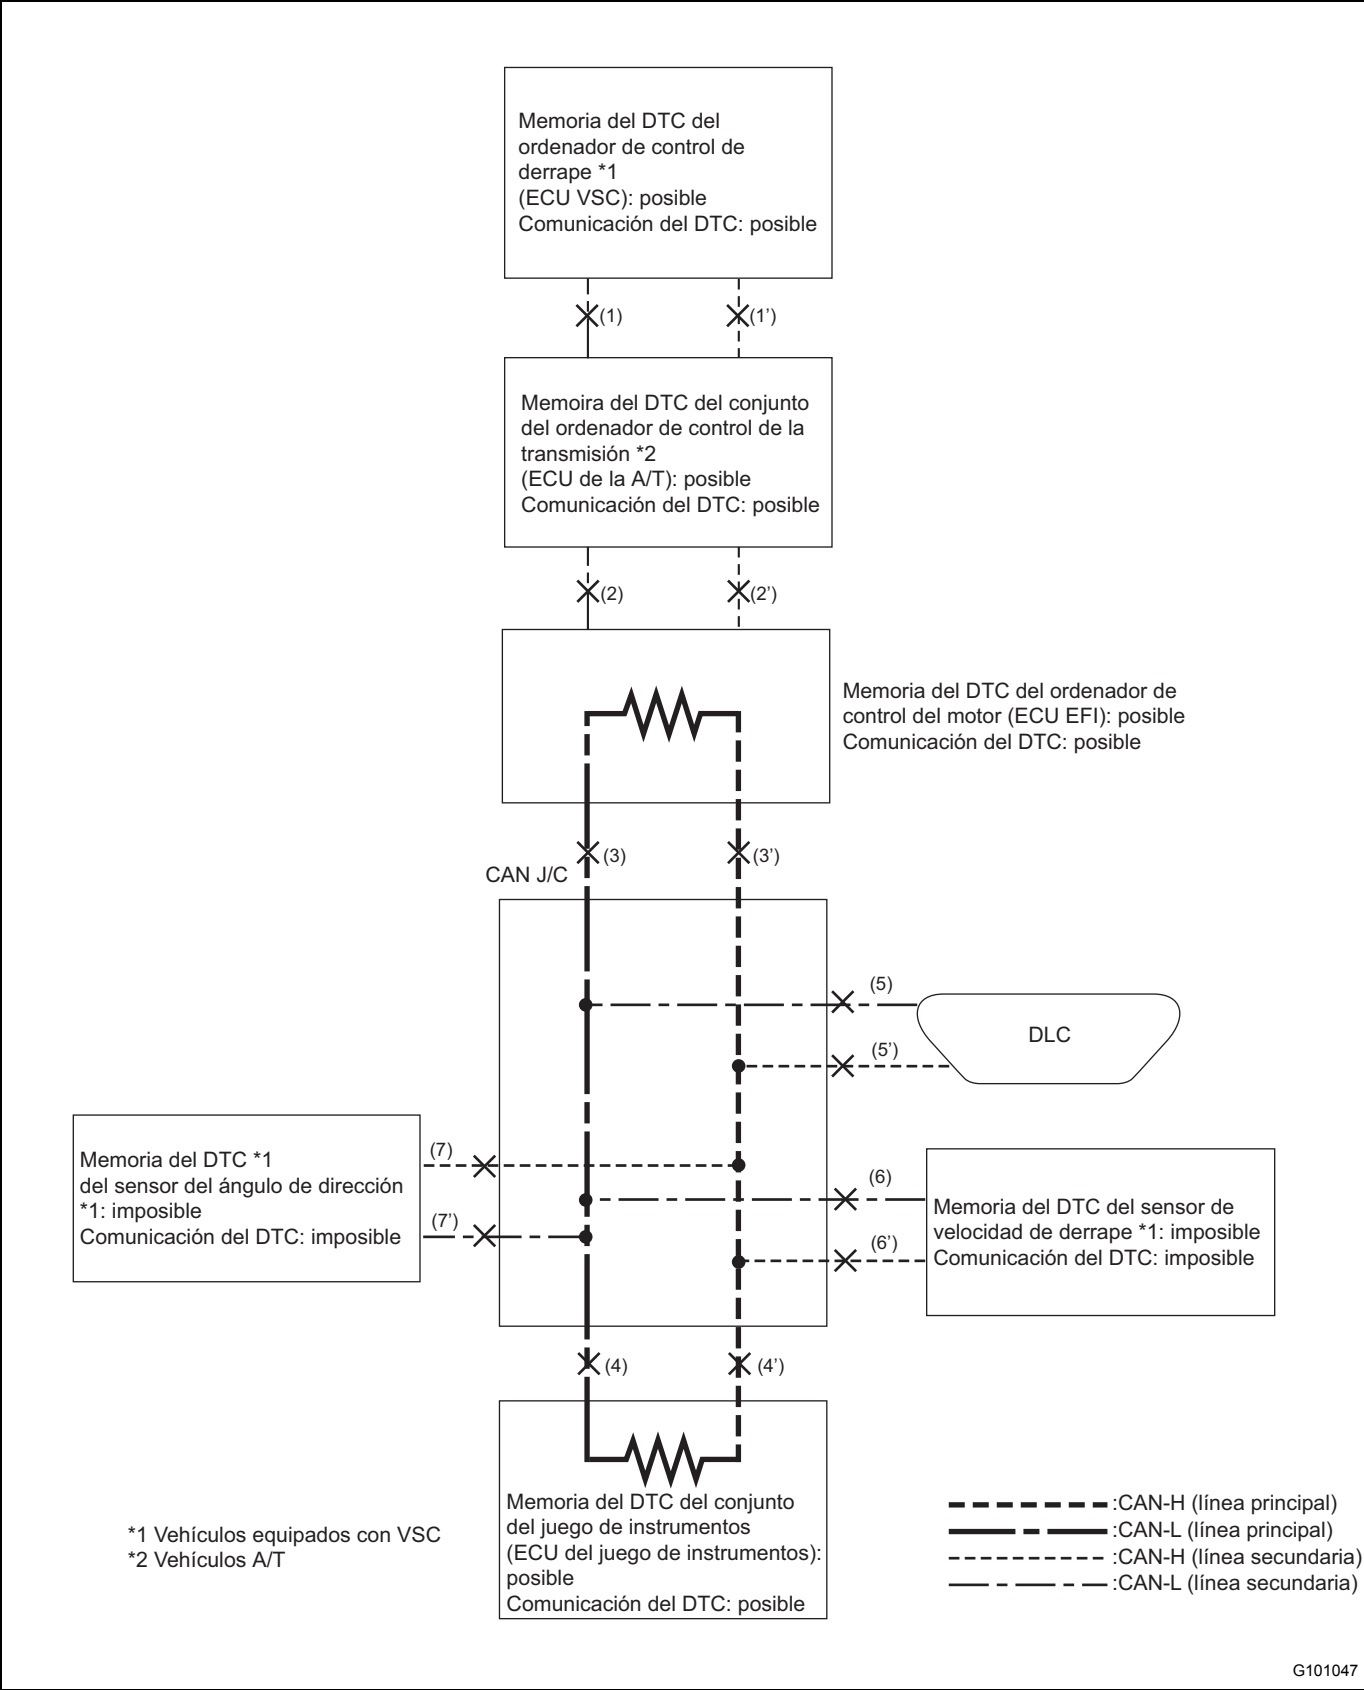 Memoria del DTC del
ordenador de control de
derrape *1
(ECU VSC): posible
Comunicación del DTC: posible
(1)
(1')
Memoira del DTC del conjunto
del ordenador de control de la
transmisión *2
(ECU de la A/T): posible
Comunicación del DTC: posible
(2)
(2')
Memoria del DTC del ordenador de
control del motor (ECU EFI): posible
Comunicación del DTC: posible
(3)
(3')
CAN J/C
(5)
DLC
(5')
Memoria del DTC *1
del sensor del ángulo de dirección
*1: imposible
Comunicación del DTC: imposible
(7)
(7')
(6)
(6')
Memoria del DTC del sensor de
velocidad de derrape *1: imposible
Comunicación del DTC: imposible
(4)
(4')
Memoria del DTC del conjunto
del juego de instrumentos
(ECU del juego de instrumentos):
posible
Comunicación del DTC: posible
*1 Vehículos equipados con VSC
*2 Vehículos A/T
:CAN-H (línea principal)
:CAN-L (línea principal)
:CAN-H (línea secundaria)
:CAN-L (línea secundaria)
G101047